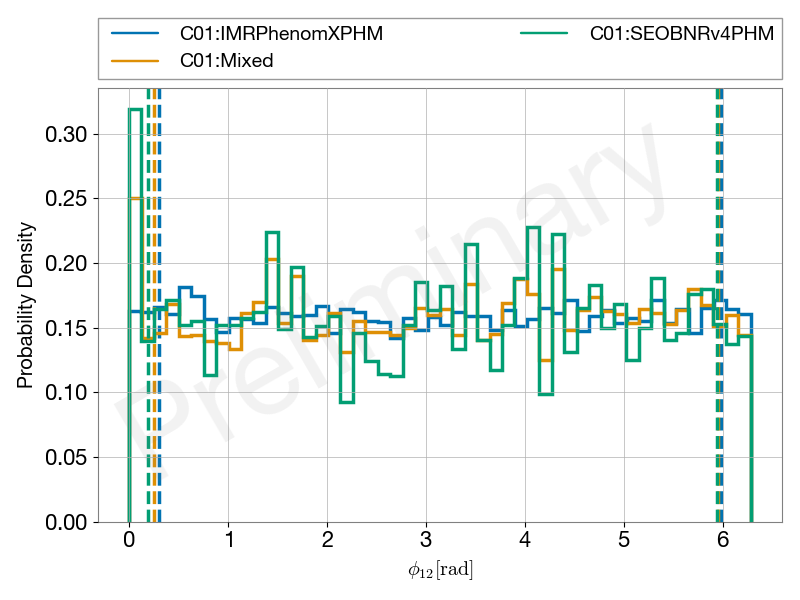 C01:IMRPhenomXPHM
C01:SEOBNRv4PHM
C01:Mixed
Preliminary
Probability Density
0.30
0.25
0.20
0.15
0.10
0.05
0.00
0 1 2 3 4 5 6
ϕ₁₂[rad]